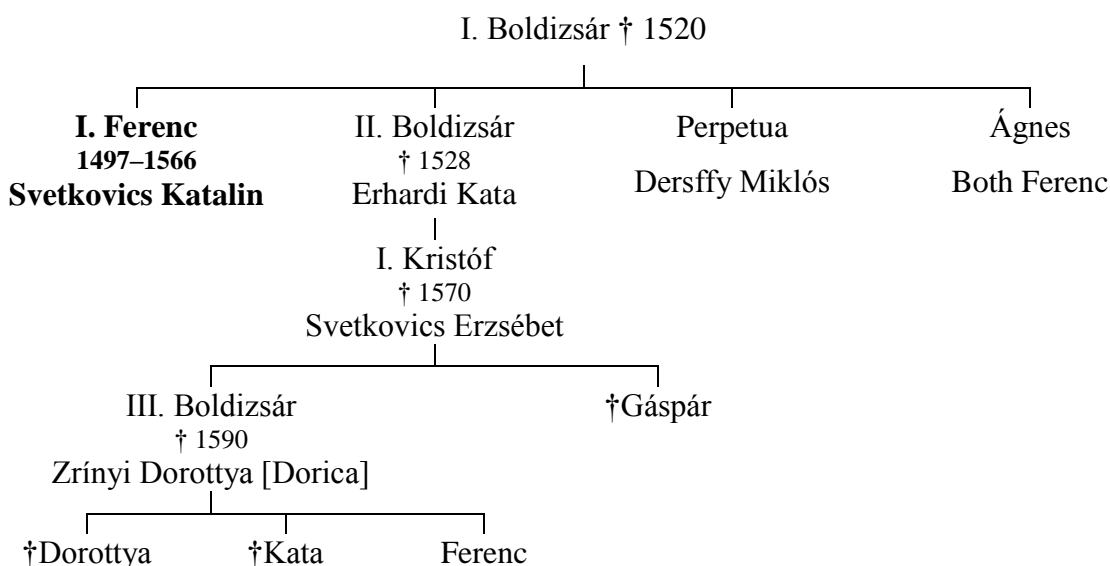 I. Boldizsár † 1520
I. Ferenc
1497–1566
Svetkovics Katalin
II. Boldizsár
† 1528
Erhardi Kata
Perpetua
Dersffy Miklós
Ágnes
Both Ferenc
I. Kristóf
† 1570
Svetkovics Erzsébet
III. Boldizsár
† 1590
Zrínyi Dorottya [Dorica]
†Gáspár
†Dorottya
†Kata
Ferenc